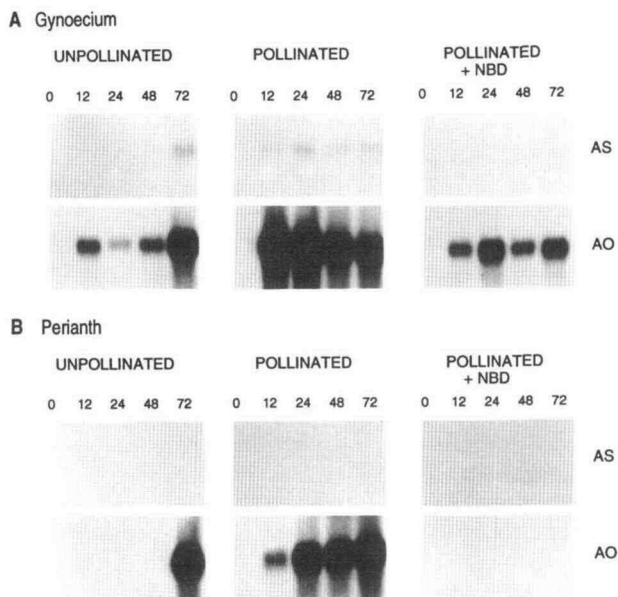 A Gynoecium
UNPOLLINATED POLLINATED POLLINATED + NBD
0 12 24 48 72 0 12 24 48 72 0 12 24 48 72
AS
AO
B Perianth
UNPOLLINATED POLLINATED POLLINATED + NBD
0 12 24 48 72 0 12 24 48 72 0 12 24 48 72
AS
AO